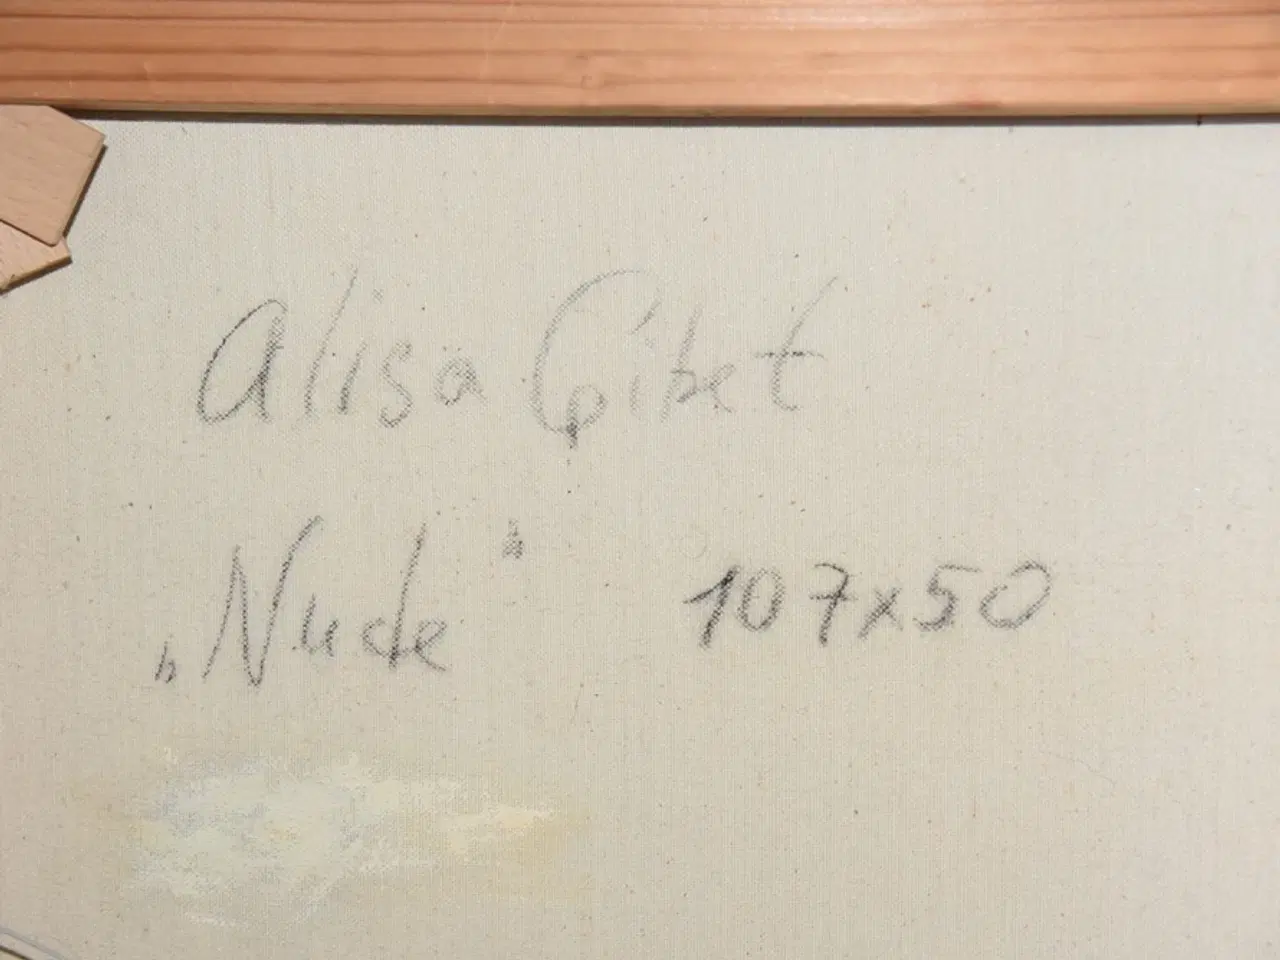 Alisa Gibet
„Nude“ 107x50